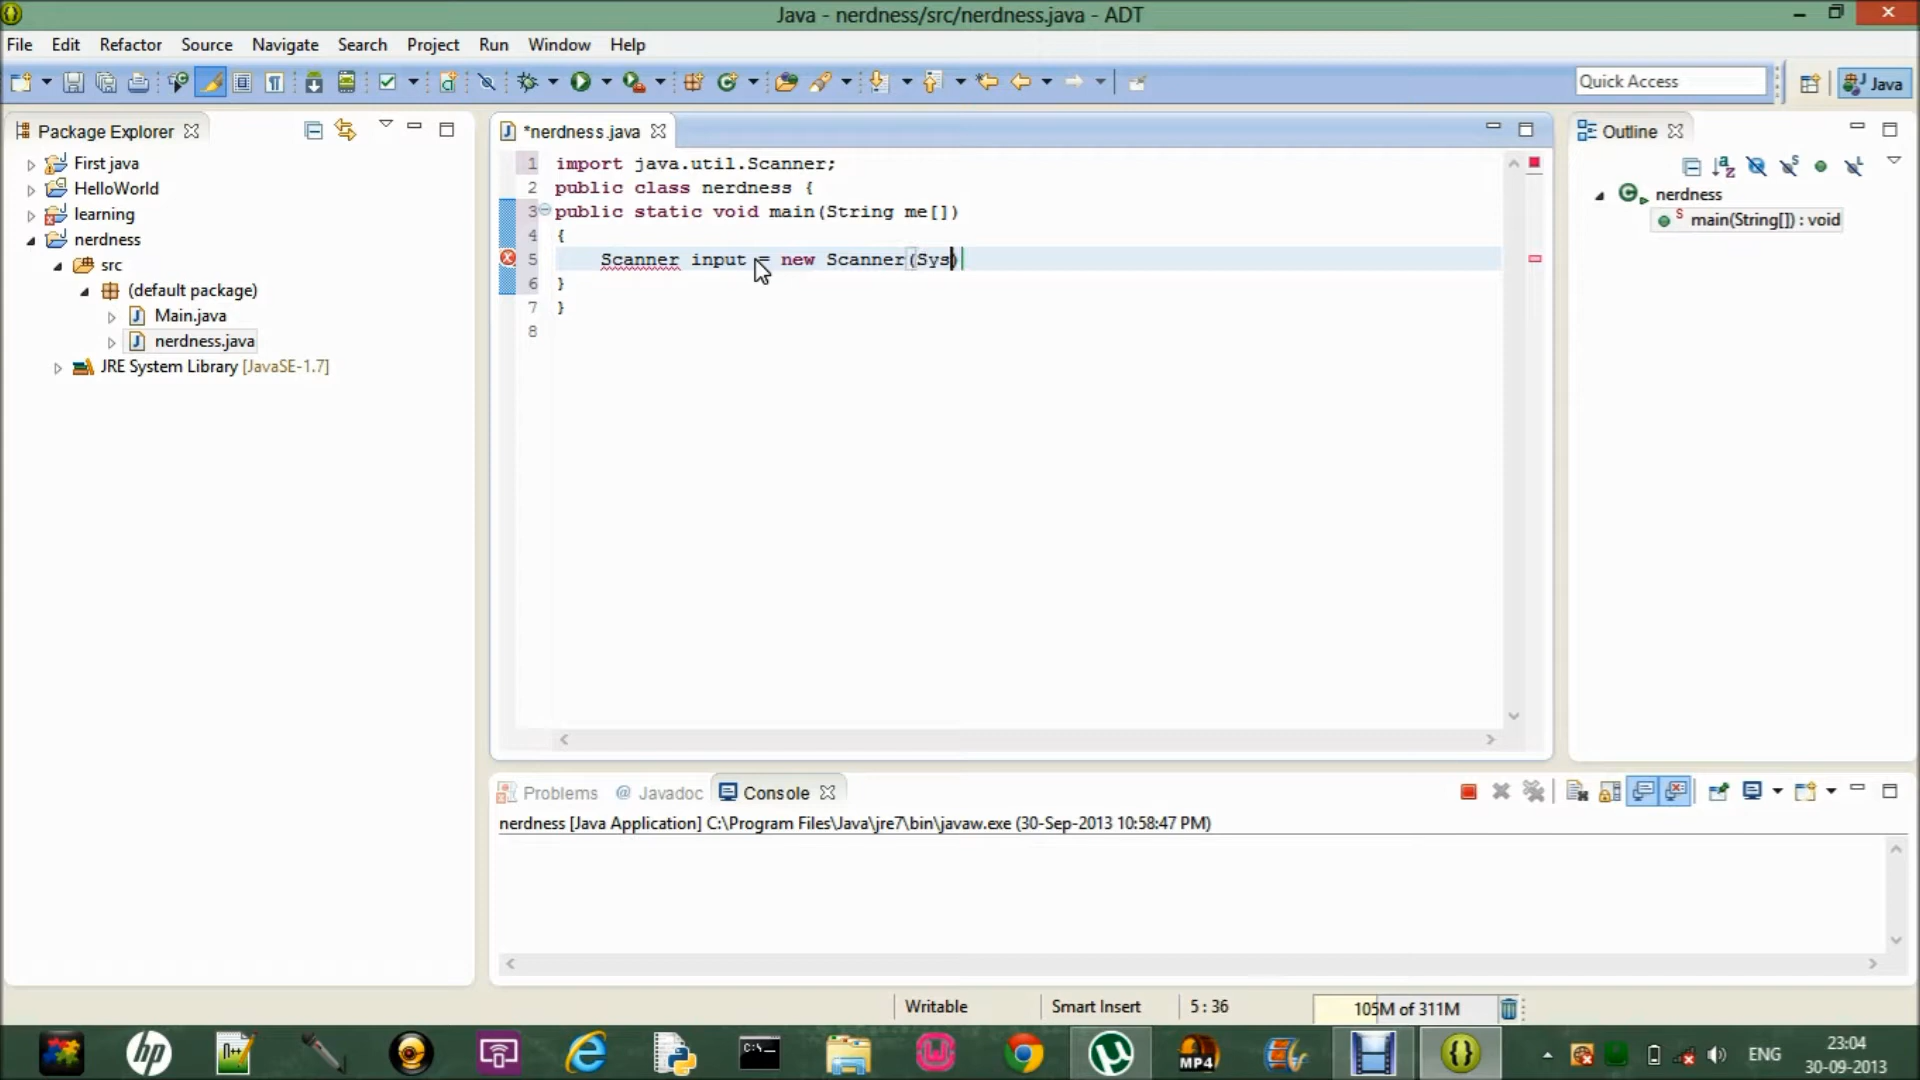 Java - nerdness/src/nerdness.java - ADT
File Edit Refactor Source Navigate Search Project Run Window Help
Quick Access
Java
Package Explorer
*nerdness.java
Outline
First java
HelloWorld
learning
nerdness
src
(default package)
Main.java
nerdness.java
JRE System Library [JavaSE-1.7]
1 import java.util.Scanner;
2 public class nerdness {
3 public static void main(String me[])
4 {
5 Scanner input = new Scanner(Sys)
6 }
7 }
8
nerdness
main(String[]) : void
Problems @ Javadoc Console
nerdness [Java Application] C:\Program Files\Java\jre7\bin\javaw.exe (30-Sep-2013 10:58:47 PM)
Writable Smart Insert 5 : 36 105M of 311M
hp
N++
C:\
MP4
ENG
23:04
30-09-2013